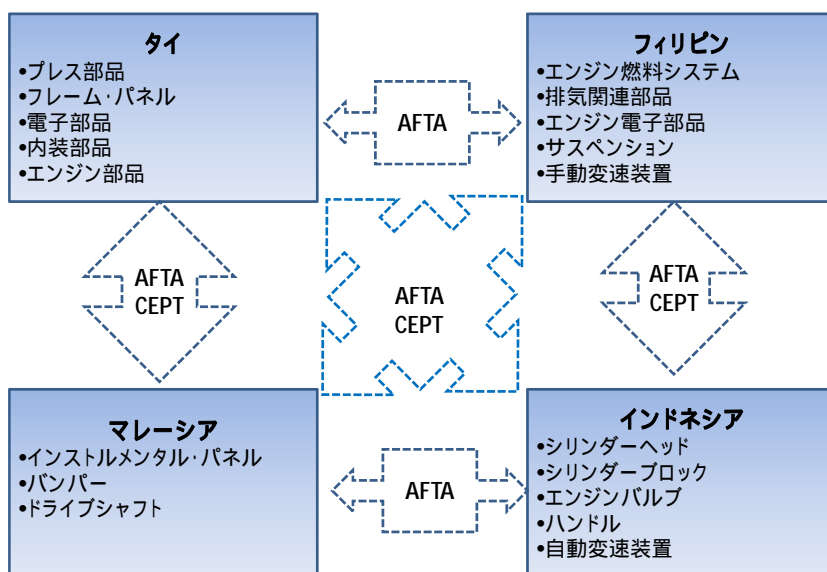 タイ
•プレス部品
•フレーム・パネル
•電子部品
•内装部品
•エンジン部品
AFTA
フィリピン
•エンジン燃料システム
•排気関連部品
•エンジン電子部品
•サスペンション
•手動変速装置
AFTA
CEPT
AFTA
CEPT
AFTA
CEPT
マレーシア
•インストルメンタル・パネル
•バンパー
•ドライブシャフト
AFTA
インドネシア
•シリンダーヘッド
•シリンダーブロック
•エンジンバルブ
•ハンドル
•自動変速装置